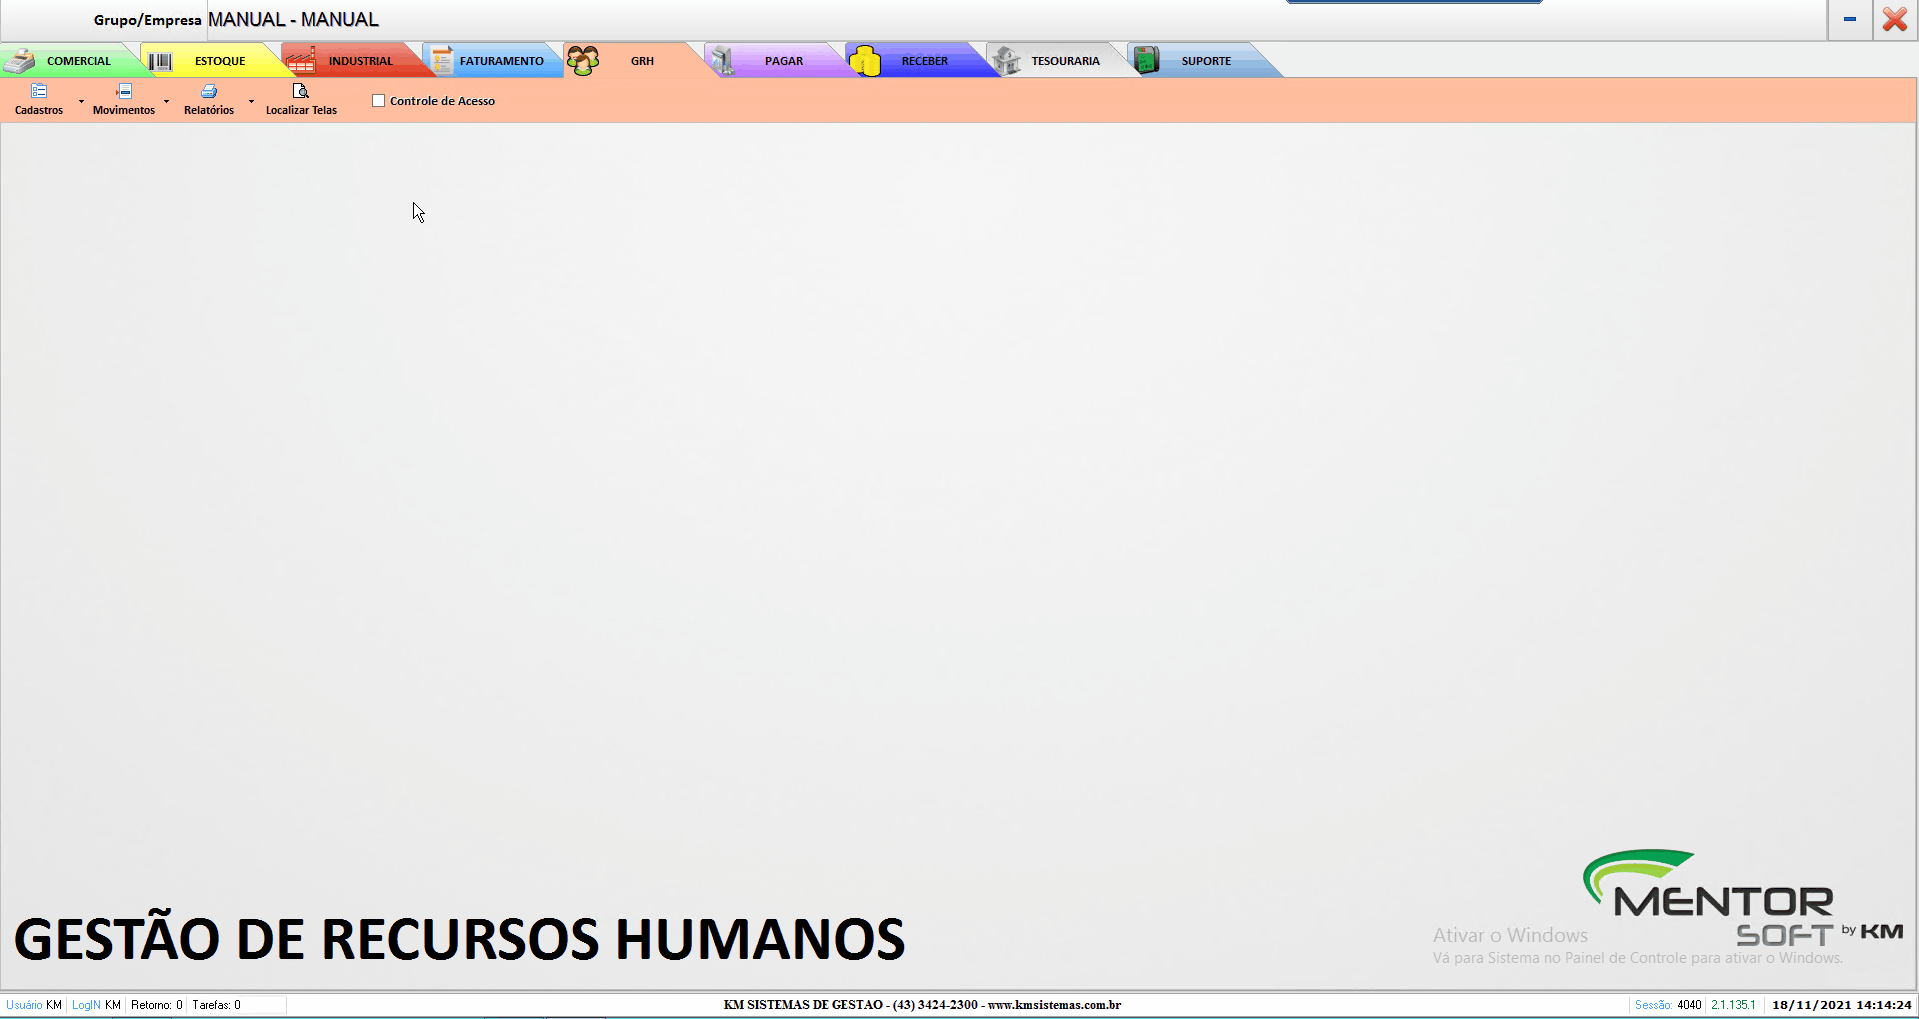 Grupo/Empresa MANUAL - MANUAL
COMERCIAL ESTOQUE INDUSTRIAL FATURAMENTO GRH PAGAR RECEBER TESOURARIA SUPORTE
Cadastros Movimentos Relatórios Localizar Telas Controle de Acesso
MENTOR
SOFT by KM
GESTÃO DE RECURSOS HUMANOS
Ativar o Windows
Vá para Sistema no Painel de Controle para ativar o Windows.
Usuário KM LogIN KM Retorno: 0 Tarefas: 0 KM SISTEMAS DE GESTAO - (43) 3424-2300 - www.kmsistemas.com.br Sessão: 4040 2.1.135.1 18/11/2021 14:14:24